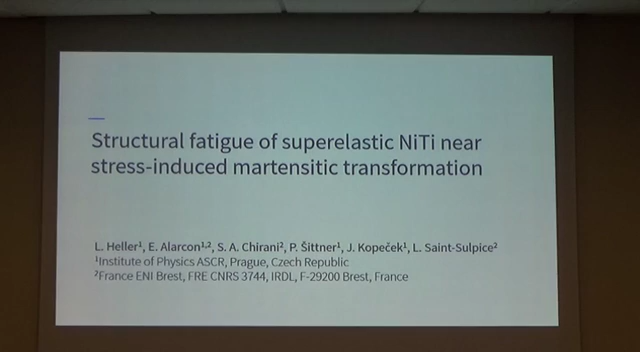 Structural fatigue of superelastic NiTi near
stress-induced martensitic transformation
L. Heller¹, E. Alarcon¹,², S. A. Chirani², P. Šittner¹, J. Kopeček¹, L. Saint-Sulpice²
¹Institute of Physics ASCR, Prague, Czech Republic
²France ENI Brest, FRE CNRS 3744, IRDL, F-29200 Brest, France